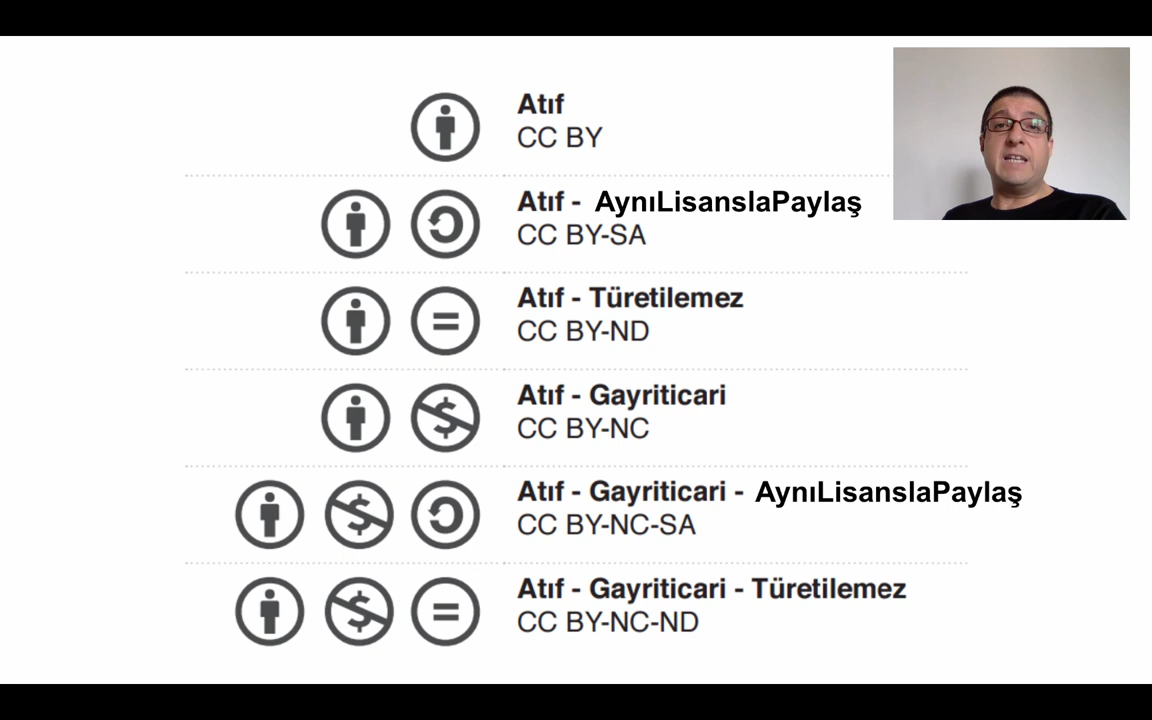 Atıf
CC BY
Atıf - AynıLisanslaPaylaş
CC BY-SA
Atıf - Türetilemez
CC BY-ND
Atıf - Gayriticari
CC BY-NC
Atıf - Gayriticari - AynıLisanslaPaylaş
CC BY-NC-SA
Atıf - Gayriticari - Türetilemez
CC BY-NC-ND